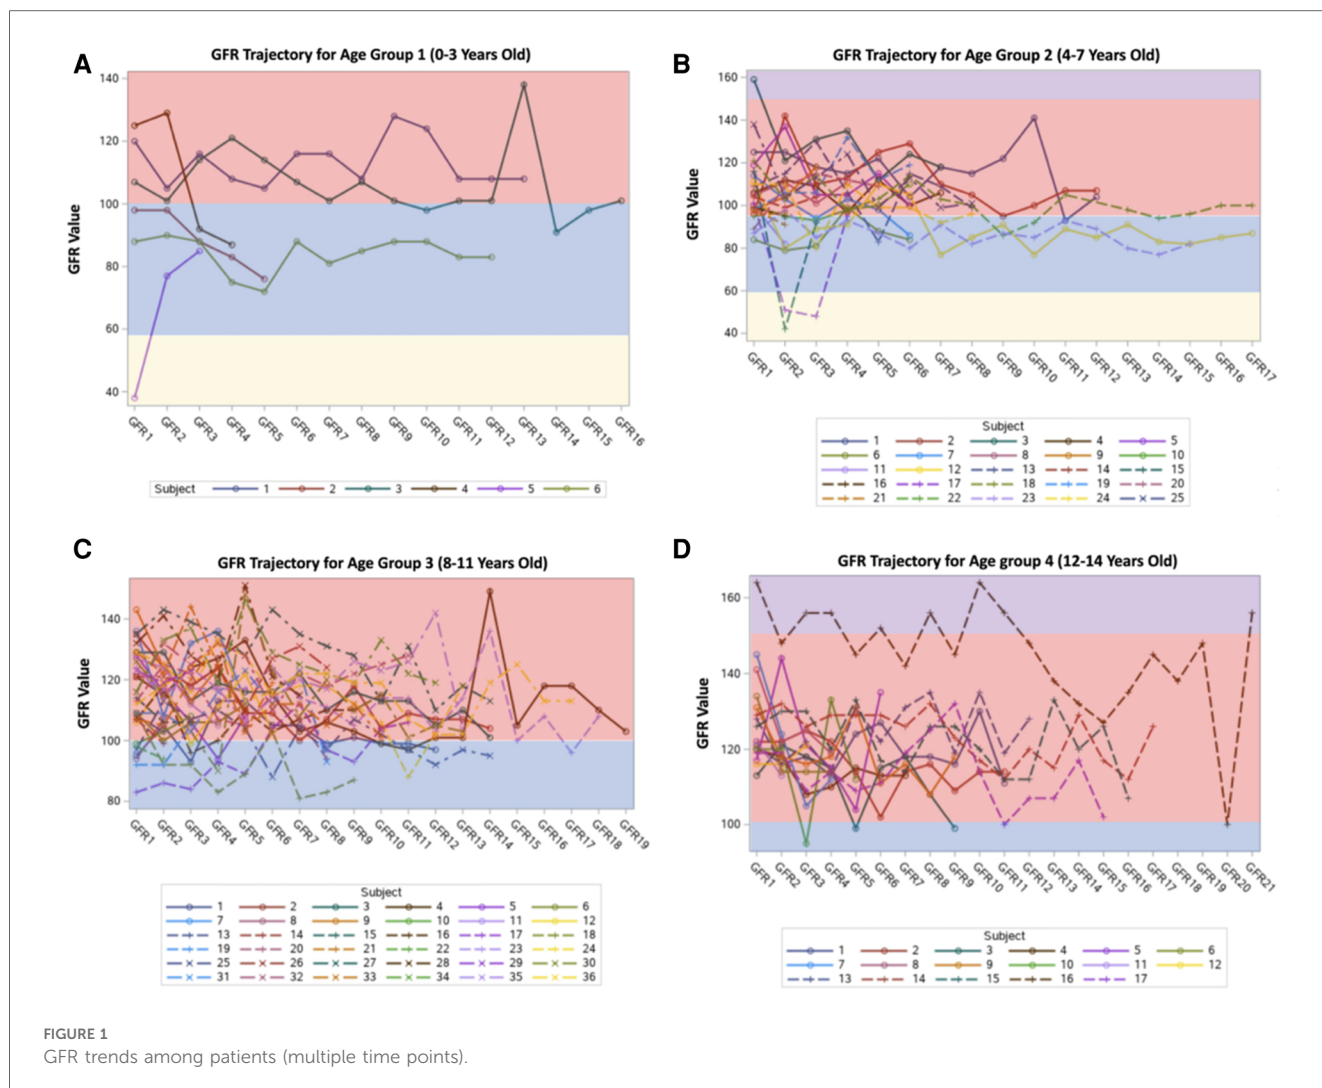 A
GFR Trajectory for Age Group 1 (0-3 Years Old)
GFR Value
140
120
100
80
60
40
GFR1 GFR2 GFR3 GFR4 GFR5 GFR6 GFR7 GFR8 GFR9 GFR10 GFR11 GFR12 GFR13 GFR14 GFR15 GFR16
Subject 1 2 3 4 5 6
B
GFR Trajectory for Age Group 2 (4-7 Years Old)
GFR Value
160
140
120
100
80
60
40
GFR1 GFR2 GFR3 GFR4 GFR5 GFR6 GFR7 GFR8 GFR9 GFR10 GFR11 GFR12 GFR13 GFR14 GFR15 GFR16 GFR17
Subject
1 2 3 4 5
6 7 8 9 10
11 12 13 14 15
16 17 18 19 20
21 22 23 24 25
C
GFR Trajectory for Age Group 3 (8-11 Years Old)
GFR Value
140
120
100
80
GFR1 GFR2 GFR3 GFR4 GFR5 GFR6 GFR7 GFR8 GFR9 GFR10 GFR11 GFR12 GFR13 GFR14 GFR15 GFR16 GFR17 GFR18 GFR19
Subject
1 2 3 4 5 6
7 8 9 10 11 12
13 14 15 16 17 18
19 20 21 22 23 24
25 26 27 28 29 30
31 32 33 34 35 36
D
GFR Trajectory for Age group 4 (12-14 Years Old)
GFR Value
160
140
120
100
GFR1 GFR2 GFR3 GFR4 GFR5 GFR6 GFR7 GFR8 GFR9 GFR10 GFR11 GFR12 GFR13 GFR14 GFR15 GFR16 GFR17 GFR18 GFR19 GFR20 GFR21
Subject
1 2 3 4 5 6
7 8 9 10 11 12
13 14 15 16 17
FIGURE 1
GFR trends among patients (multiple time points).